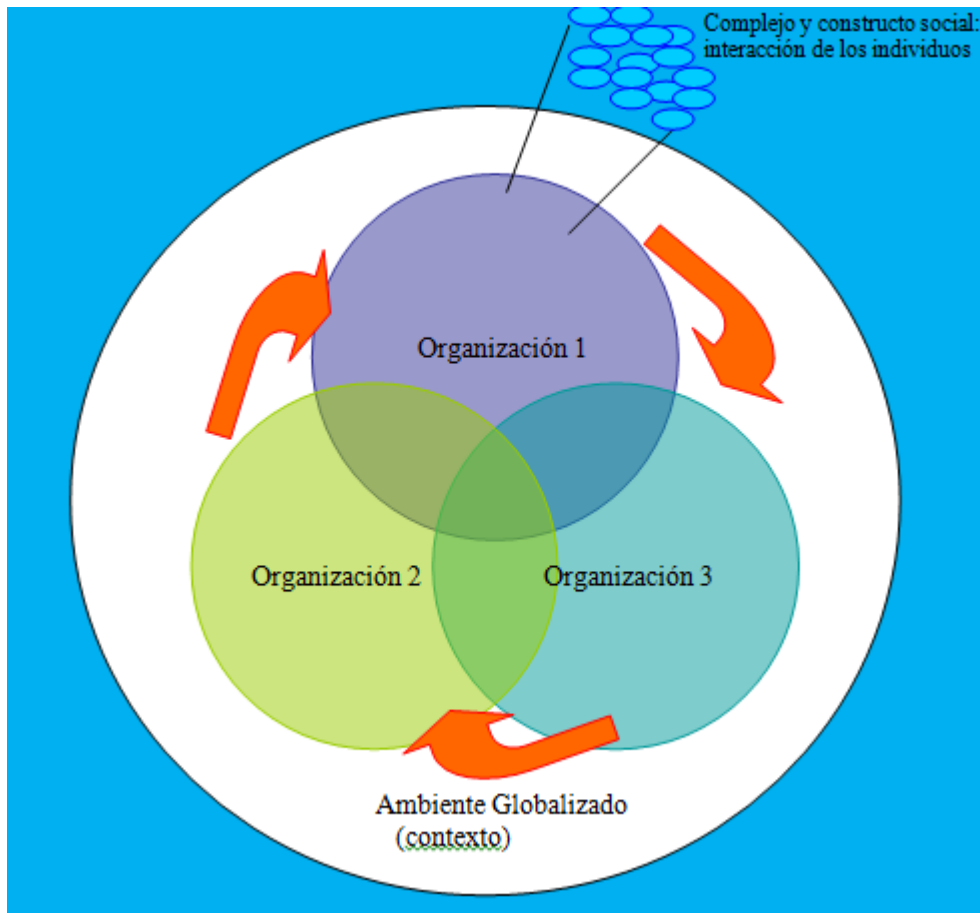 Complejo y constructo social:
interacción de los individuos
Organización 1
Organización 2
Organización 3
Ambiente Globalizado
(contexto)